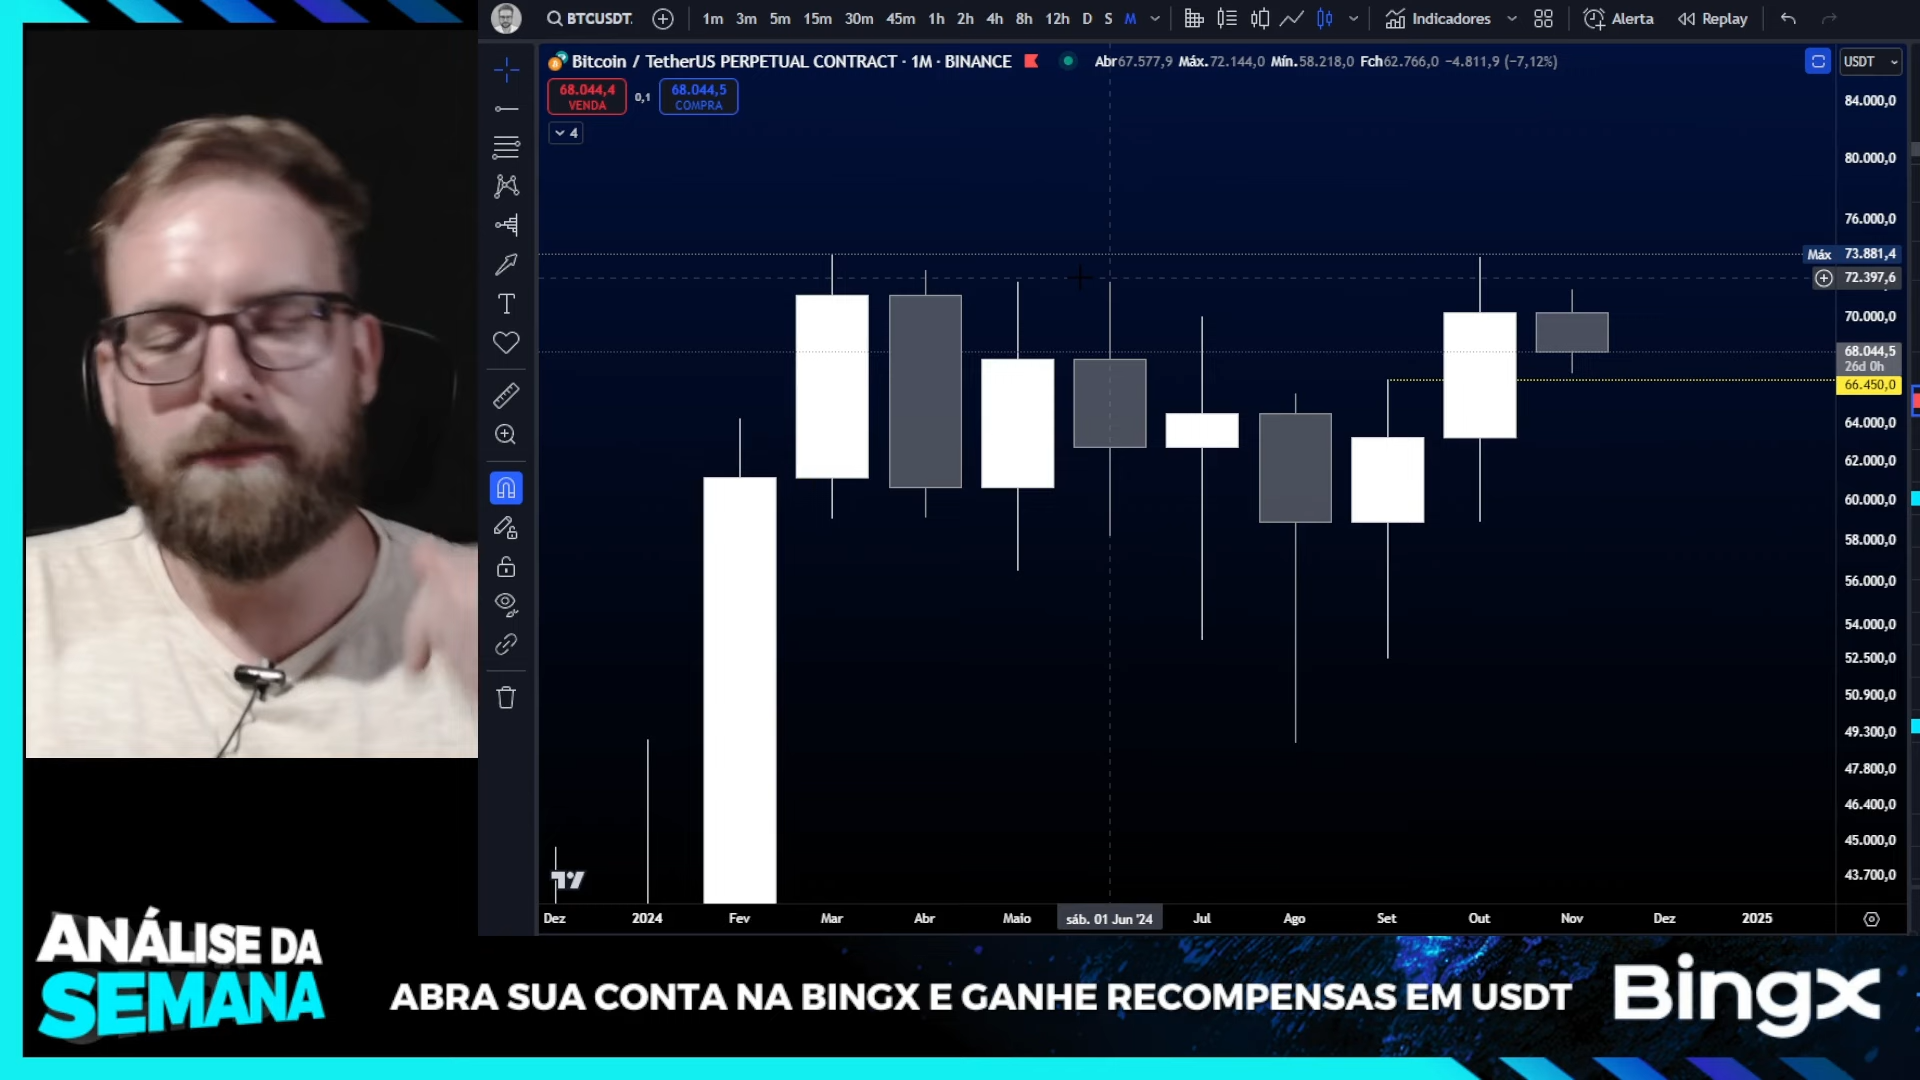 BTCUSDT.
1m 3m 5m 15m 30m 45m 1h 2h 4h 8h 12h D S M
Indicadores
Alerta
Replay
Bitcoin / TetherUS PERPETUAL CONTRACT · 1M · BINANCE
Abr67.577,9 Máx.72.144,0 Mín.58.218,0 Fch62.766,0 −4.811,9 (−7,12%)
USDT
68.044,4
VENDA
0,1
68.044,5
COMPRA
4
84.000,0
80.000,0
76.000,0
Máx 73.881,4
72.397,6
70.000,0
68.044,5
26d 0h
66.450,0
64.000,0
62.000,0
60.000,0
58.000,0
56.000,0
54.000,0
52.500,0
50.900,0
49.300,0
47.800,0
46.400,0
45.000,0
43.700,0
Dez 2024 Fev Mar Abr Maio sáb. 01 Jun '24 Jul Ago Set Out Nov Dez 2025
ANÁLISE DA
SEMANA
ABRA SUA CONTA NA BINGX E GANHE RECOMPENSAS EM USDT
BingX